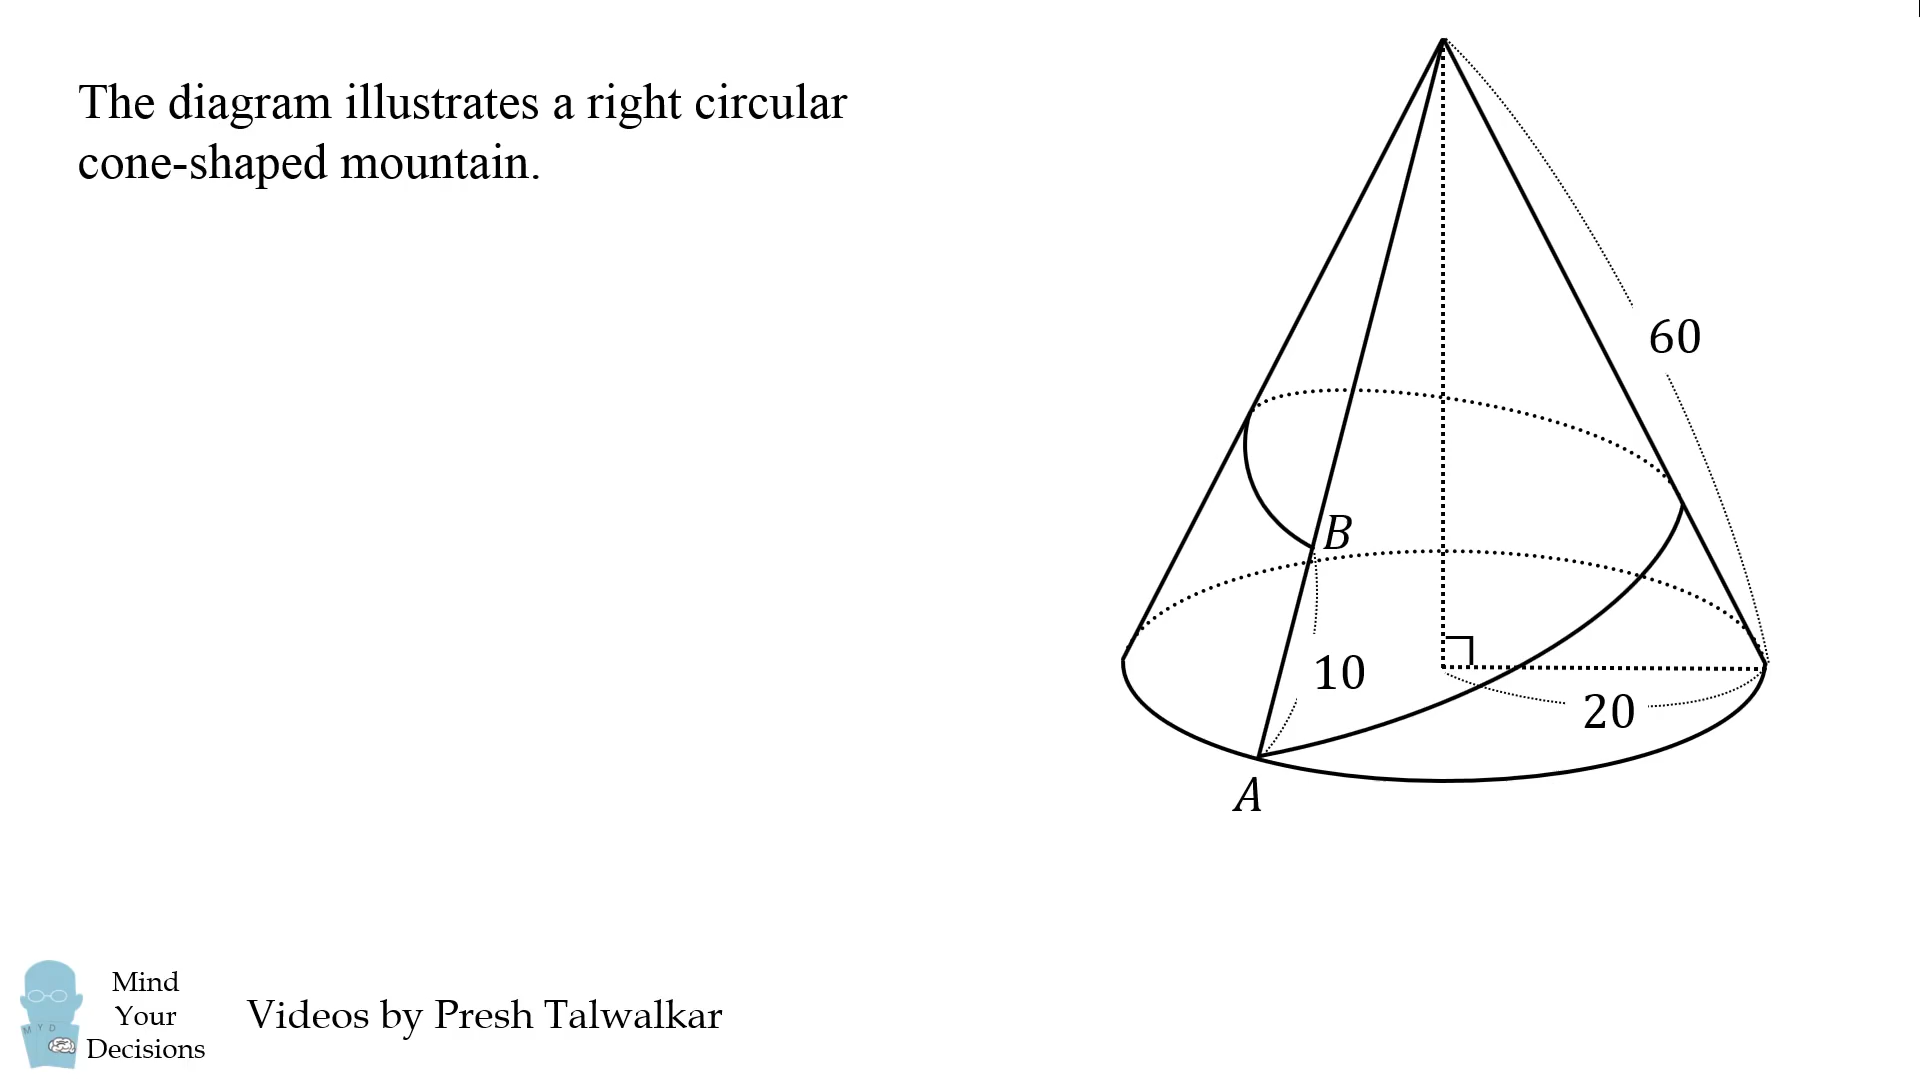 The diagram illustrates a right circular
cone-shaped mountain.
60
B
10
20
A
M Y D
Mind
Your
Decisions
Videos by Presh Talwalkar